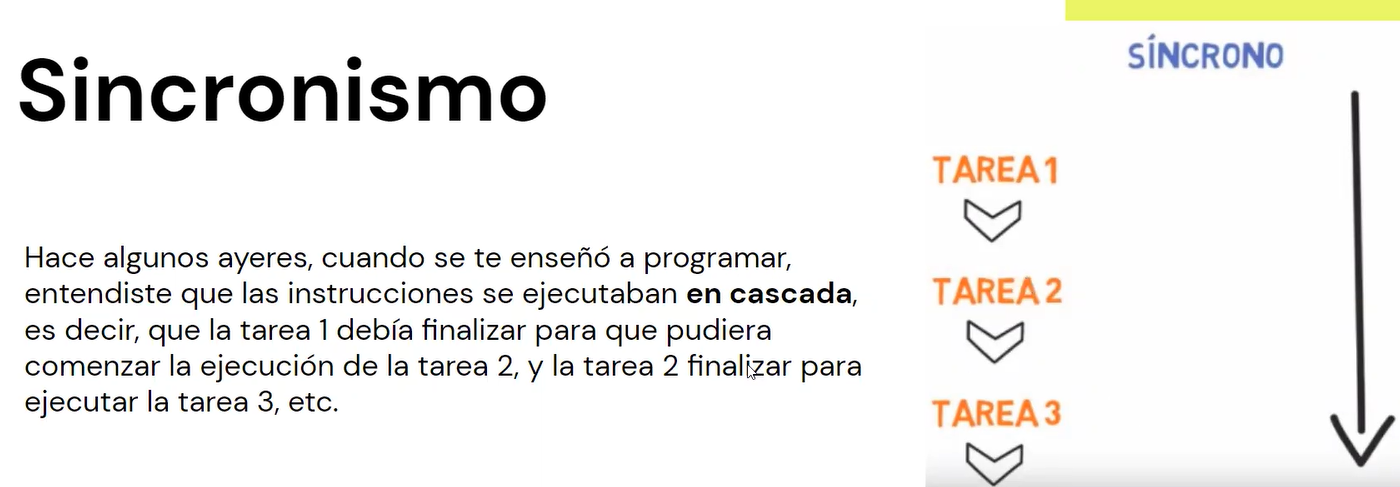 Sincronismo
Hace algunos ayeres, cuando se te enseñó a programar,
entendiste que las instrucciones se ejecutaban en cascada,
es decir, que la tarea 1 debía finalizar para que pudiera
comenzar la ejecución de la tarea 2, y la tarea 2 finalizar para
ejecutar la tarea 3, etc.
SÍNCRONO
TAREA 1
TAREA 2
TAREA 3